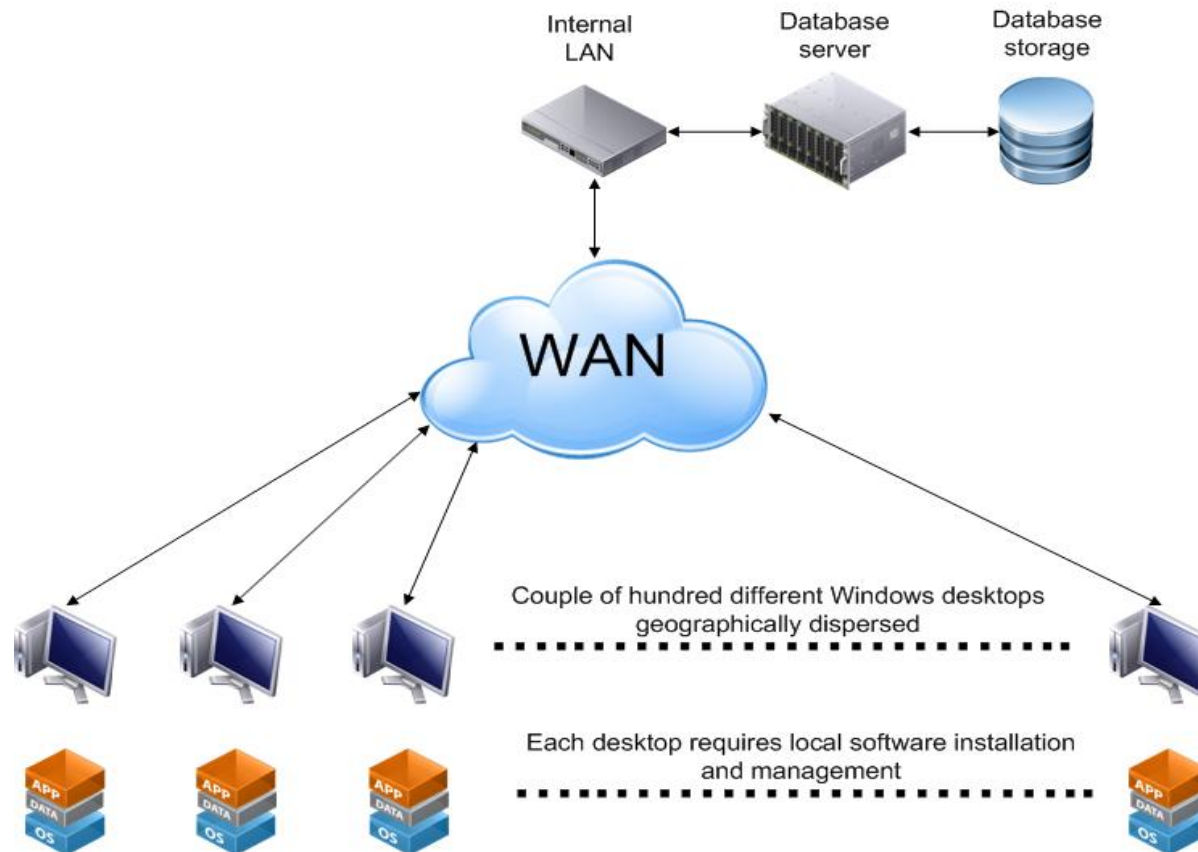 Internal
LAN
Database
server
Database
storage
WAN
Couple of hundred different Windows desktops
geographically dispersed
Each desktop requires local software installation
and management
APP
DATA
OS
APP
DATA
OS
APP
DATA
OS
APP
DATA
OS